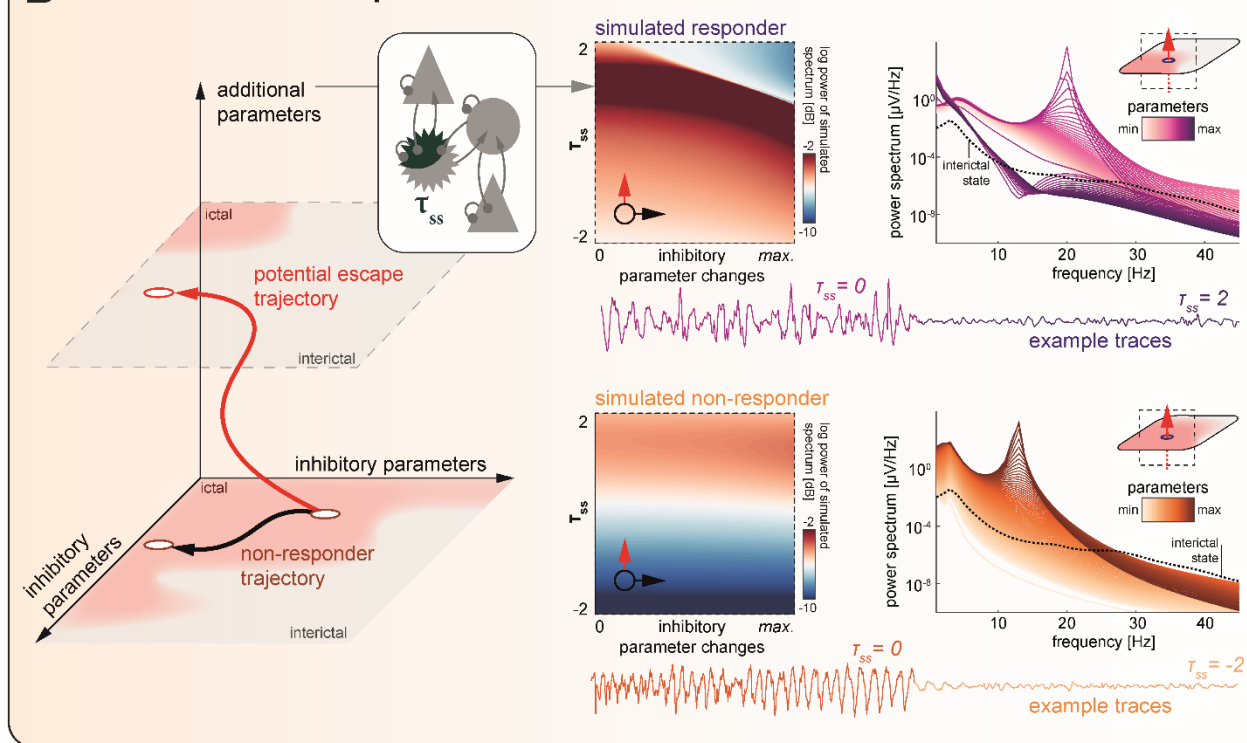 additional
parameters
τss
ictal
potential escape
trajectory
interictal
inhibitory parameters
ictal
non-responder
trajectory
inhibitory
parameters
interictal
simulated responder
2
τss
-2
0
inhibitory
max.
parameter changes
log power of simulated
spectrum [dB]
-2
-10
power spectrum [µV/Hz]
10^0
10^-4
10^-8
interictal
state
10
20
30
40
frequency [Hz]
parameters
min
max
τss = 0
τss = 2
example traces
simulated non-responder
2
τss
-2
0
inhibitory
max.
parameter changes
log power of simulated
spectrum [dB]
-2
-10
power spectrum [µV/Hz]
10^0
10^-4
10^-8
interictal
state
10
20
30
40
frequency [Hz]
parameters
min
max
τss = 0
τss = -2
example traces